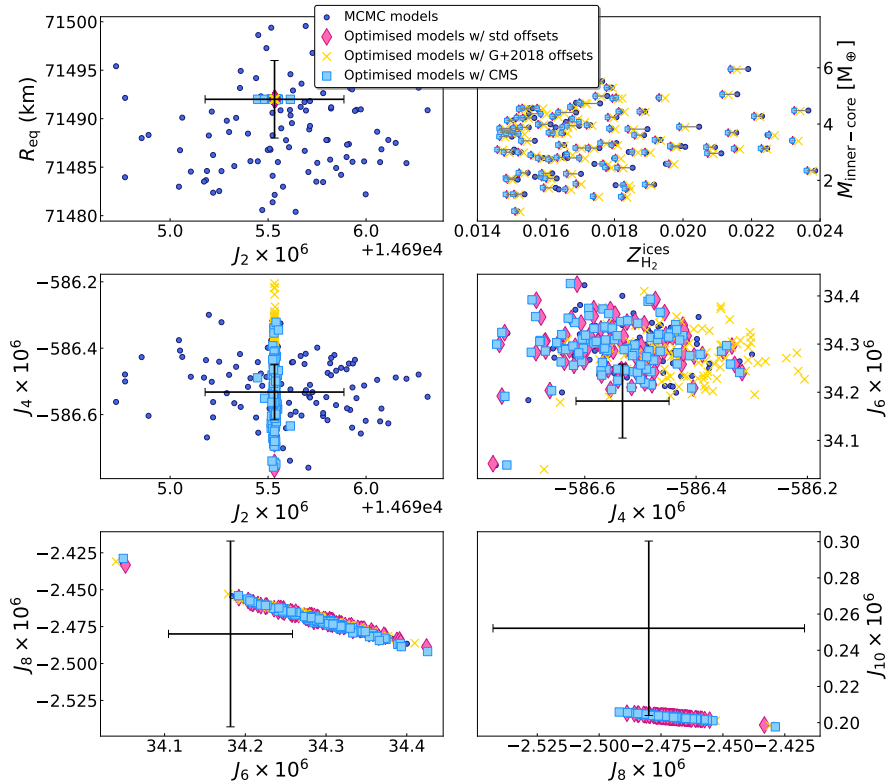 MCMC models
Optimised models w/ std offsets
Optimised models w/ G+2018 offsets
Optimised models w/ CMS
71500
71495
71490
71485
71480
R_eq (km)
5.0 5.5 6.0
J_2 × 10^6
+1.469e4
6
4
2
M_inner−core [M_⊕]
0.014 0.016 0.018 0.020 0.022 0.024
Z_H_2^ices
−586.2
−586.4
−586.6
J_4 × 10^6
5.0 5.5 6.0
J_2 × 10^6
+1.469e4
34.4
34.3
34.2
34.1
J_6 × 10^6
−586.6 −586.4 −586.2
J_4 × 10^6
−2.425
−2.450
−2.475
−2.500
−2.525
J_8 × 10^6
34.1 34.2 34.3 34.4
J_6 × 10^6
0.30
0.28
0.26
0.24
0.22
0.20
J_10 × 10^6
−2.525 −2.500 −2.475 −2.450 −2.425
J_8 × 10^6